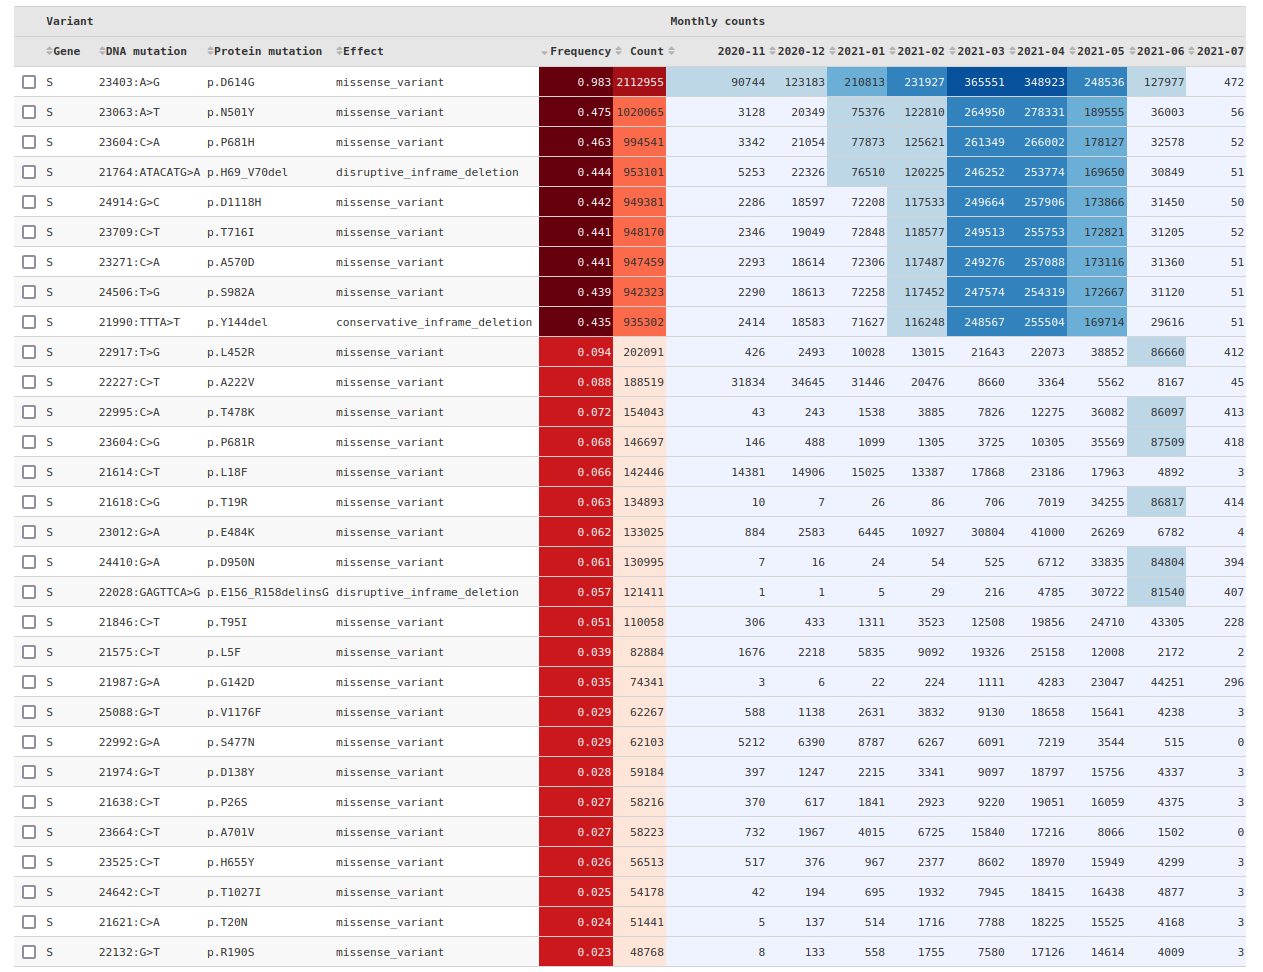 Variant Monthly counts
Gene DNA mutation Protein mutation Effect Frequency Count 2020-11 2020-12 2021-01 2021-02 2021-03 2021-04 2021-05 2021-06 2021-07
S 23403:A>G p.D614G missense_variant 0.983 2112955 90744 123183 210813 231927 365551 348923 248536 127977 472
S 23063:A>T p.N501Y missense_variant 0.475 1020065 3128 20349 75376 122810 264950 278331 189555 36003 56
S 23604:C>A p.P681H missense_variant 0.463 994541 3342 21054 77873 125621 261349 266002 178127 32578 52
S 21764:ATACATG>A p.H69_V70del disruptive_inframe_deletion 0.444 953101 5253 22326 76510 120225 246252 253774 169650 30849 51
S 24914:G>C p.D1118H missense_variant 0.442 949381 2286 18597 72208 117533 249664 257906 173866 31450 50
S 23709:C>T p.T716I missense_variant 0.441 948170 2346 19049 72848 118577 249513 255753 172821 31205 52
S 23271:C>A p.A570D missense_variant 0.441 947459 2293 18614 72306 117487 249276 257088 173116 31360 51
S 24506:T>G p.S982A missense_variant 0.439 942323 2290 18613 72258 117452 247574 254319 172667 31120 51
S 21990:TTTA>T p.Y144del conservative_inframe_deletion 0.435 935302 2414 18583 71627 116248 248567 255504 169714 29616 51
S 22917:T>G p.L452R missense_variant 0.094 202091 426 2493 10028 13015 21643 22073 38852 86660 412
S 22227:C>T p.A222V missense_variant 0.088 188519 31834 34645 31446 20476 8660 3364 5562 8167 45
S 22995:C>A p.T478K missense_variant 0.072 154043 43 243 1538 3885 7826 12275 36082 86097 413
S 23604:C>G p.P681R missense_variant 0.068 146697 146 488 1099 1305 3725 10305 35569 87509 418
S 21614:C>T p.L18F missense_variant 0.066 142446 14381 14906 15025 13387 17868 23186 17963 4892 3
S 21618:C>G p.T19R missense_variant 0.063 134893 10 7 26 86 706 7019 34255 86817 414
S 23012:G>A p.E484K missense_variant 0.062 133025 884 2583 6445 10927 30804 41000 26269 6782 4
S 24410:G>A p.D950N missense_variant 0.061 130995 7 16 24 54 525 6712 33835 84804 394
S 22028:GAGTTCA>G p.E156_R158delinsG disruptive_inframe_deletion 0.057 121411 1 1 5 29 216 4785 30722 81540 407
S 21846:C>T p.T95I missense_variant 0.051 110058 306 433 1311 3523 12508 19856 24710 43305 228
S 21575:C>T p.L5F missense_variant 0.039 82884 1676 2218 5835 9092 19326 25158 12008 2172 2
S 21987:G>A p.G142D missense_variant 0.035 74341 3 6 22 224 1111 4283 23047 44251 296
S 25088:G>T p.V1176F missense_variant 0.029 62267 588 1138 2631 3832 9130 18658 15641 4238 3
S 22992:G>A p.S477N missense_variant 0.029 62103 5212 6390 8787 6267 6091 7219 3544 515 0
S 21974:G>T p.D138Y missense_variant 0.028 59184 397 1247 2215 3341 9097 18797 15756 4337 3
S 21638:C>T p.P26S missense_variant 0.027 58216 370 617 1841 2923 9220 19051 16059 4375 3
S 23664:C>T p.A701V missense_variant 0.027 58223 732 1967 4015 6725 15840 17216 8066 1502 0
S 23525:C>T p.H655Y missense_variant 0.026 56513 517 376 967 2377 8602 18970 15949 4299 3
S 24642:C>T p.T1027I missense_variant 0.025 54178 42 194 695 1932 7945 18415 16438 4877 3
S 21621:C>A p.T20N missense_variant 0.024 51441 5 137 514 1716 7788 18225 15525 4168 3
S 22132:G>T p.R190S missense_variant 0.023 48768 8 133 558 1755 7580 17126 14614 4009 3